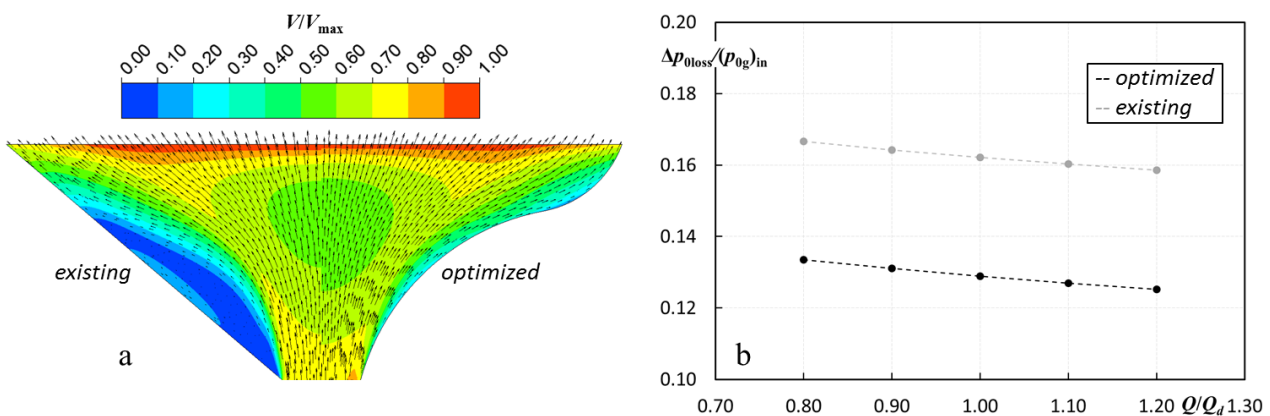 V/Vmax
0.00 0.10 0.20 0.30 0.40 0.50 0.60 0.70 0.80 0.90 1.00
existing
optimized
a
0.20
Δp0loss/(p0g)in
0.18
optimized
existing
0.16
0.14
0.12
b
0.10
0.70 0.80 0.90 1.00 1.10 1.20 Q/Qd 1.30